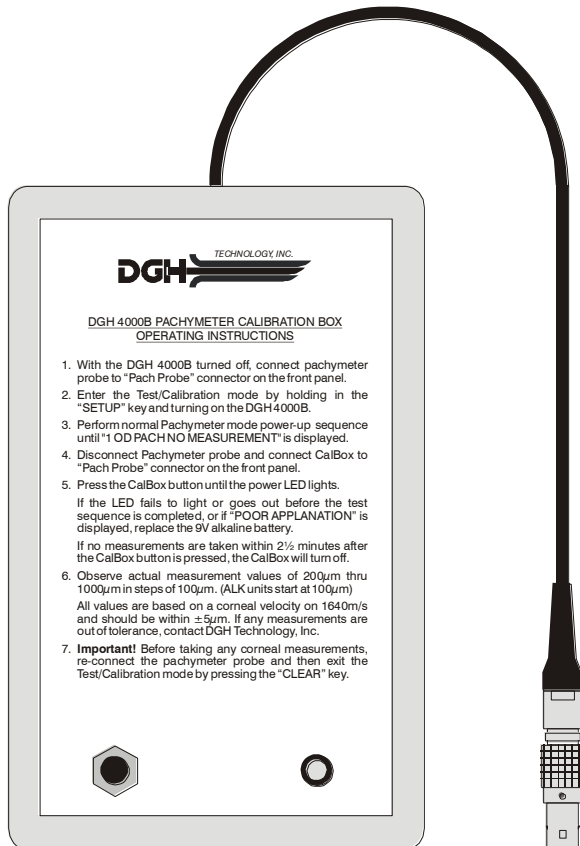 TECHNOLOGY, INC.
DGH
DGH 4000B PACHYMETER CALIBRATION BOX
OPERATING INSTRUCTIONS
1. With the DGH 4000B turned off, connect pachymeter
probe to “Pach Probe” connector on the front panel.
2. Enter the Test/Calibration mode by holding in the
“SETUP” key and turning on the DGH 4000B.
3. Perform normal Pachymeter mode power-up sequence
until "1 OD PACH NO MEASUREMENT" is displayed.
4. Disconnect Pachymeter probe and connect CalBox to
“Pach Probe” connector on the front panel.
5. Press the CalBox button until the power LED lights.
If the LED fails to light or goes out before the test
sequence is completed, or if “POOR APPLANATION” is
displayed, replace the 9V alkaline battery.
If no measurements are taken within 2½ minutes after
the CalBox button is pressed, the CalBox will turn off.
6. Observe actual measurement values of 200µm thru
1000µm in steps of 100µm. (ALK units start at 100µm)
All values are based on a corneal velocity on 1640m/s
and should be within ±5µm. If any measurements are
out of tolerance, contact DGH Technology, Inc.
7. Important! Before taking any corneal measurements,
re-connect the pachymeter probe and then exit the
Test/Calibration mode by pressing the “CLEAR” key.